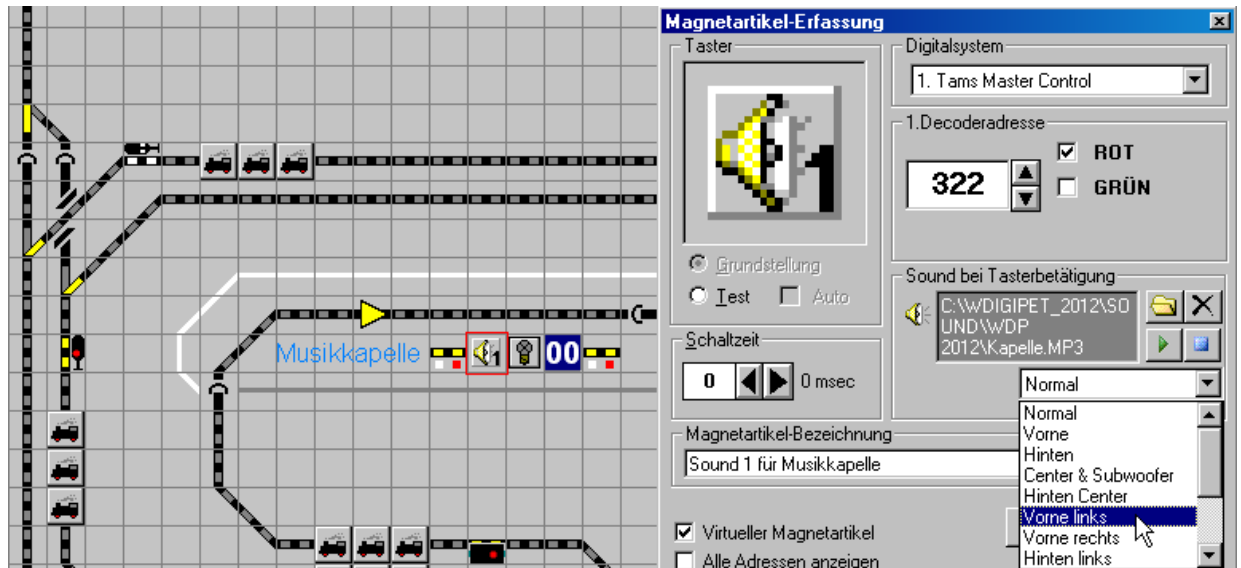 Musikkapelle
1
00
Magnetartikel-Erfassung
Taster
1
Grundstellung
Test
Auto
Schaltzeit
0
0 msec
Digitalsystem
1. Tams Master Control
1.Decoderadresse
322
ROT
GRÜN
Sound bei Tasterbetätigung
C:\WDIGIPET_2012\SO
UND\WDP
2012\Kapelle.MP3
Normal
Normal
Vorne
Hinten
Center & Subwoofer
Hinten Center
Vorne links
Vorne rechts
Hinten links
Magnetartikel-Bezeichnung
Sound 1 für Musikkapelle
Virtueller Magnetartikel
Alle Adressen anzeigen